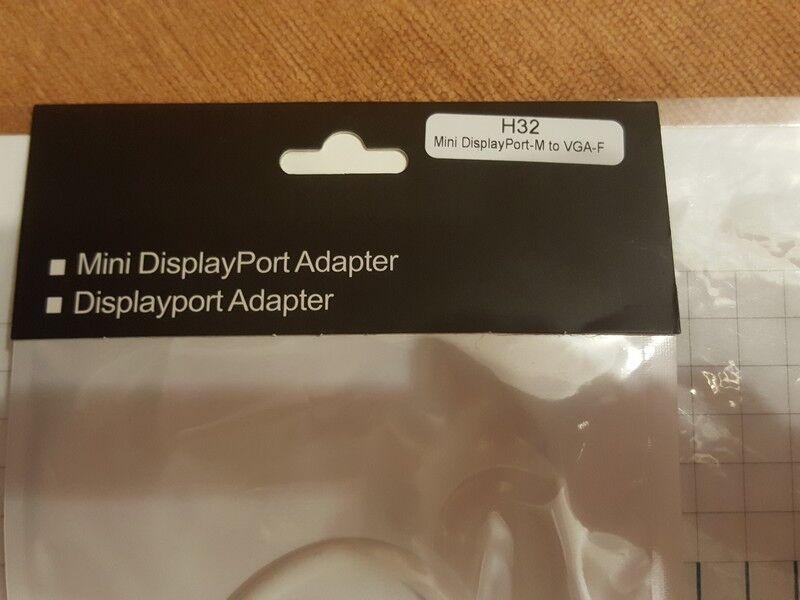 H32
Mini DisplayPort-M to VGA-F
Mini DisplayPort Adapter
Displayport Adapter